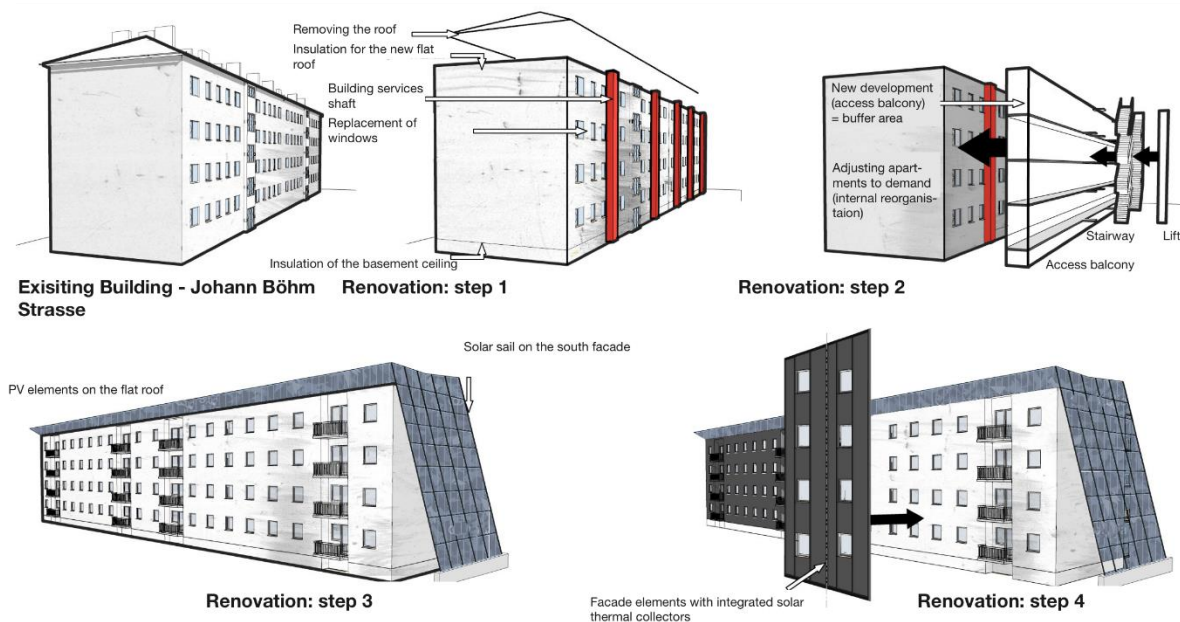 Removing the roof
Insulation for the new flat
roof
Building services
shaft
Replacement of
windows
Insulation of the basement ceiling
New development
(access balcony)
= buffer area
Adjusting apart-
ments to demand
(internal reorganis-
taion)
Stairway
Lift
Access balcony
Exisiting Building - Johann Böhm
Strasse
Renovation: step 1
Renovation: step 2
Solar sail on the south facade
PV elements on the flat roof
Renovation: step 3
Facade elements with integrated solar
thermal collectors
Renovation: step 4